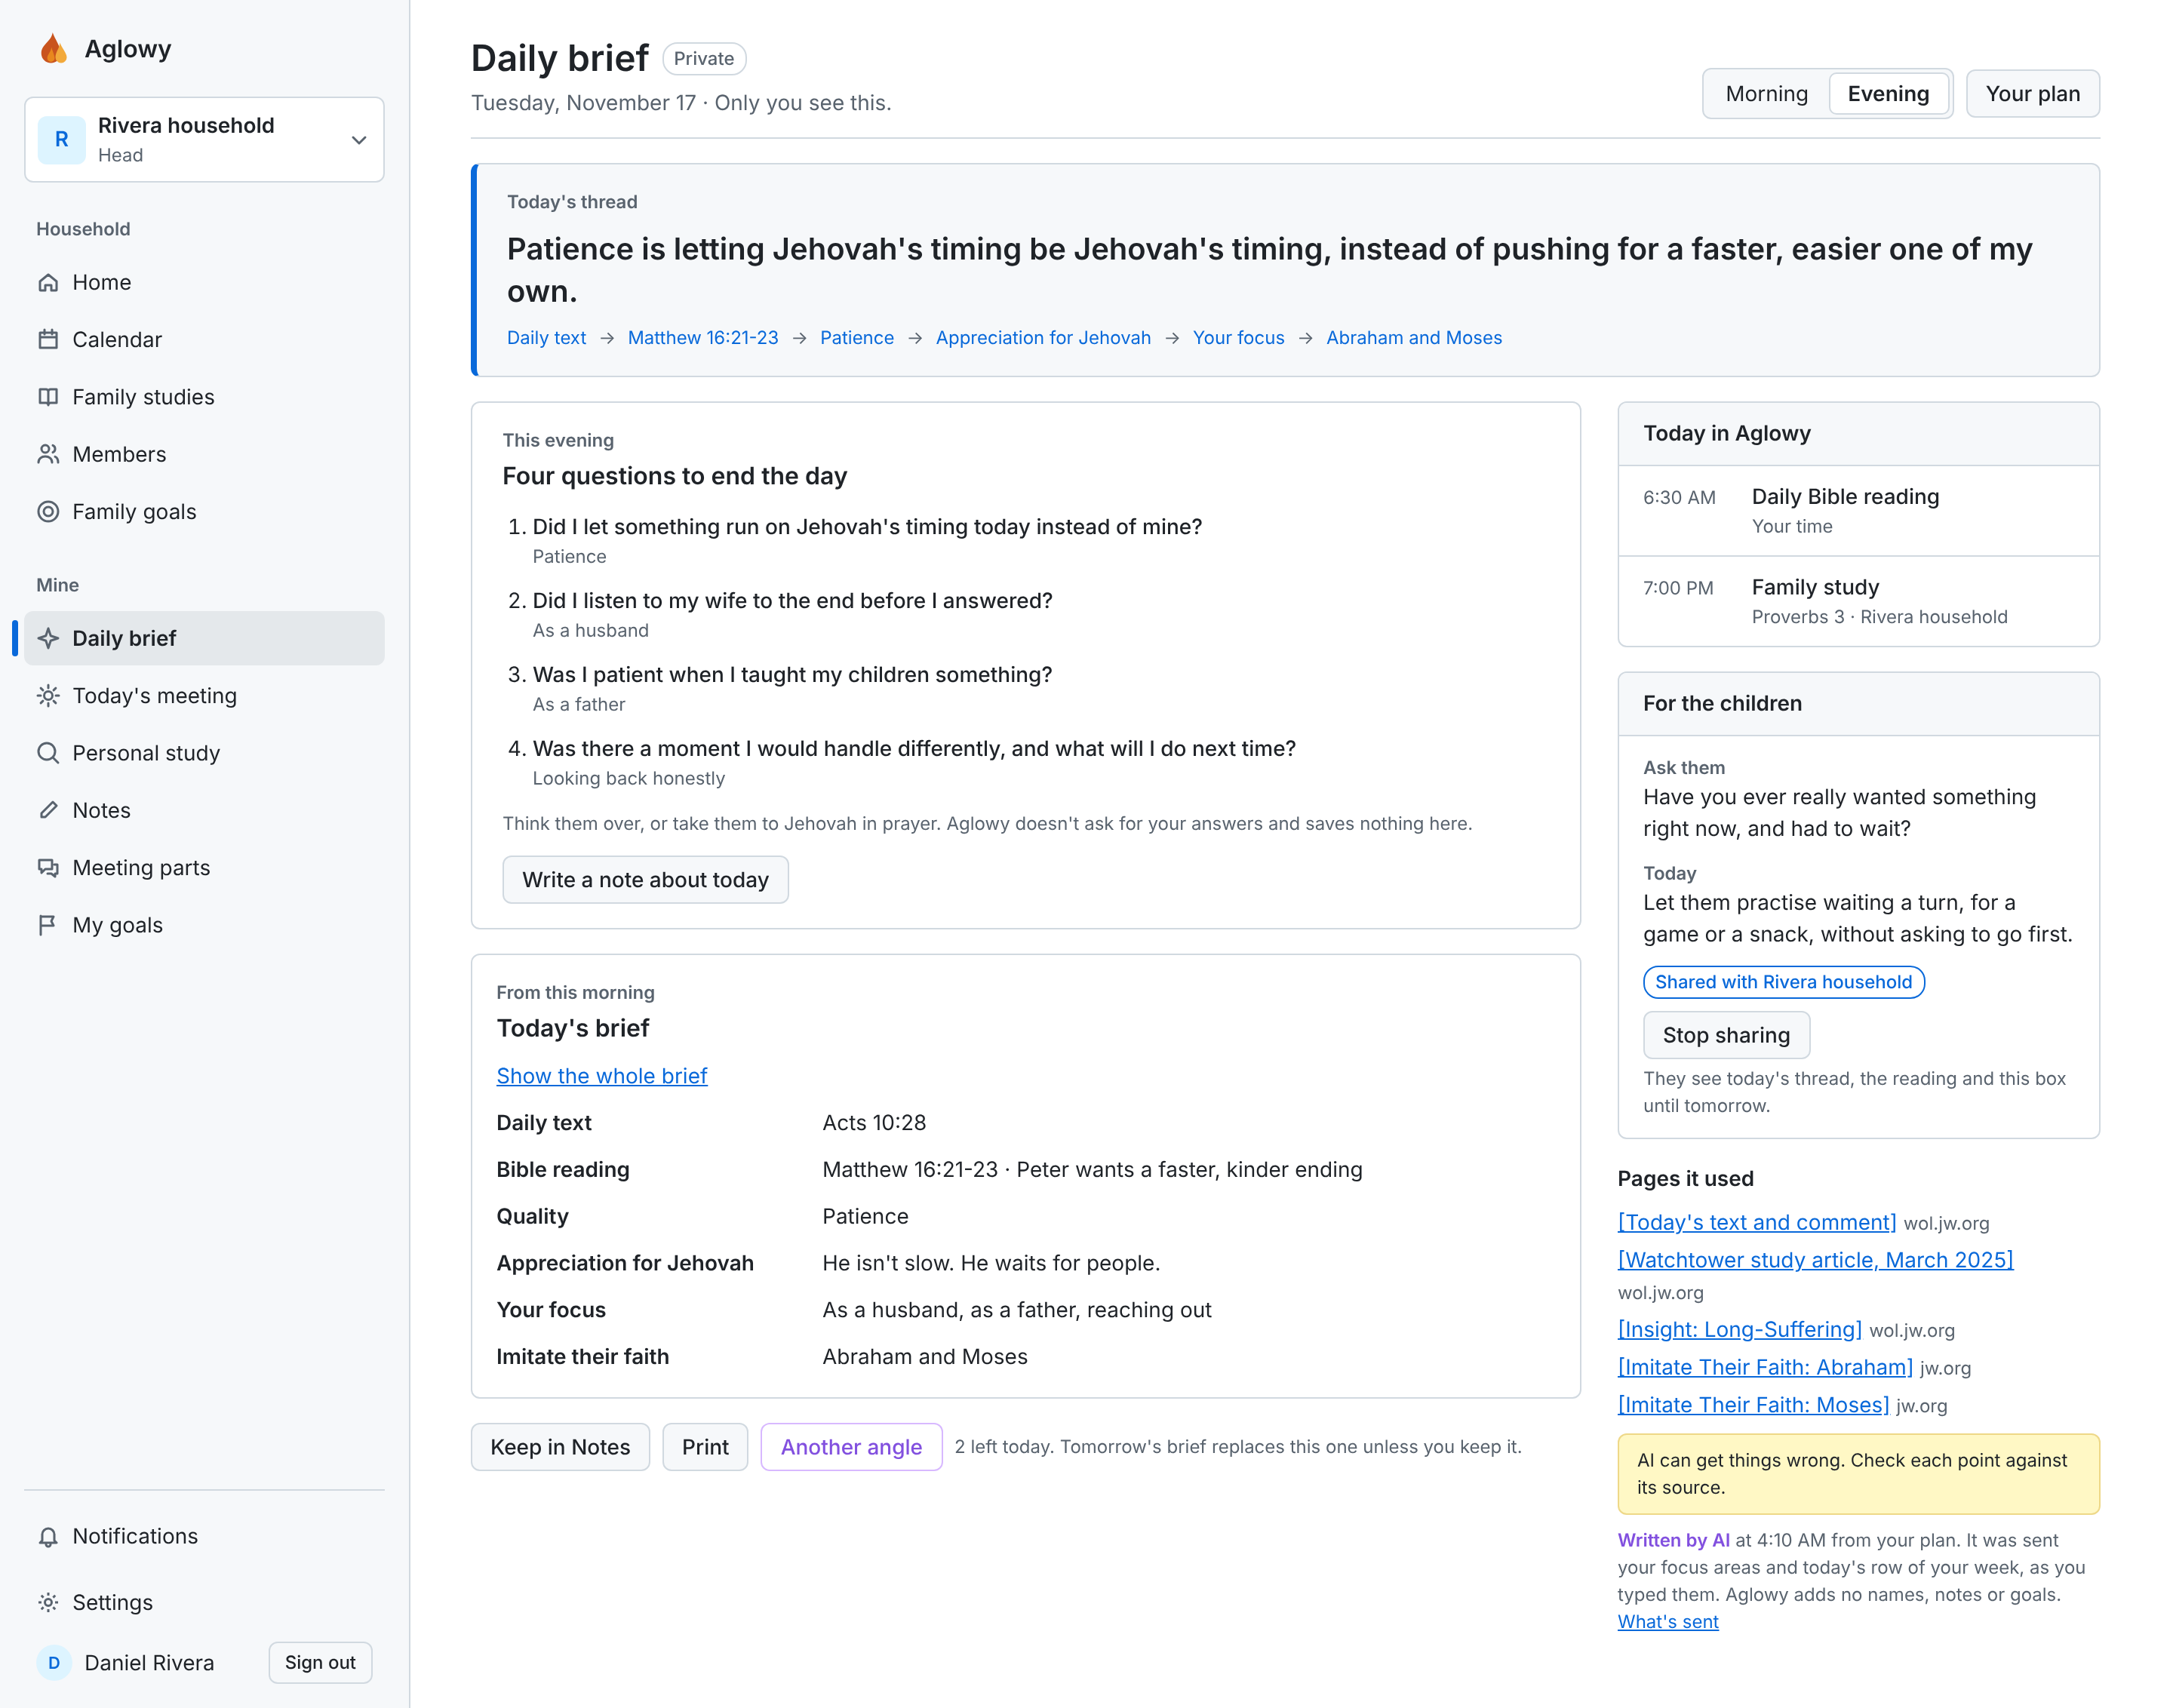 Aglowy
R
Rivera household
Head
Household
Home
Calendar
Family studies
Members
Family goals
Mine
Daily brief
Today's meeting
Personal study
Notes
Meeting parts
My goals
Notifications
Settings
D
Daniel Rivera
Sign out
Daily brief
Private
Tuesday, November 17 · Only you see this.
Morning
Evening
Your plan
Today's thread
Patience is letting Jehovah's timing be Jehovah's timing, instead of pushing for a faster, easier one of my
own.
Daily text → Matthew 16:21-23 → Patience → Appreciation for Jehovah → Your focus → Abraham and Moses
This evening
Four questions to end the day
1. Did I let something run on Jehovah's timing today instead of mine?
Patience
2. Did I listen to my wife to the end before I answered?
As a husband
3. Was I patient when I taught my children something?
As a father
4. Was there a moment I would handle differently, and what will I do next time?
Looking back honestly
Think them over, or take them to Jehovah in prayer. Aglowy doesn't ask for your answers and saves nothing here.
Write a note about today
From this morning
Today's brief
Show the whole brief
Daily text Acts 10:28
Bible reading Matthew 16:21-23 · Peter wants a faster, kinder ending
Quality Patience
Appreciation for Jehovah He isn't slow. He waits for people.
Your focus As a husband, as a father, reaching out
Imitate their faith Abraham and Moses
Keep in Notes
Print
Another angle
2 left today. Tomorrow's brief replaces this one unless you keep it.
Today in Aglowy
6:30 AM Daily Bible reading
Your time
7:00 PM Family study
Proverbs 3 · Rivera household
For the children
Ask them
Have you ever really wanted something
right now, and had to wait?
Today
Let them practise waiting a turn, for a
game or a snack, without asking to go first.
Shared with Rivera household
Stop sharing
They see today's thread, the reading and this box
until tomorrow.
Pages it used
[Today's text and comment] wol.jw.org
[Watchtower study article, March 2025]
wol.jw.org
[Insight: Long-Suffering] wol.jw.org
[Imitate Their Faith: Abraham] jw.org
[Imitate Their Faith: Moses] jw.org
AI can get things wrong. Check each point against
its source.
Written by AI at 4:10 AM from your plan. It was sent
your focus areas and today's row of your week, as you
typed them. Aglowy adds no names, notes or goals.
What's sent